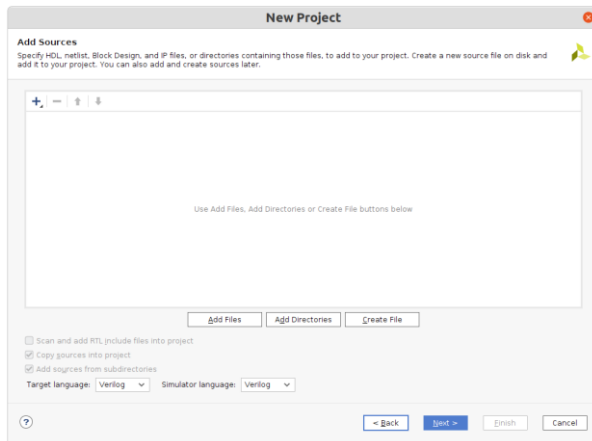 New Project
Add Sources
Specify HDL, netlist, Block Design, and IP files, or directories containing those files, to add to your project. Create a new source file on disk and
add it to your project. You can also add and create sources later.
Use Add Files, Add Directories or Create File buttons below
Add Files Add Directories Create File
Scan and add RTL include files into project
Copy sources into project
Add sources from subdirectories
Target language: Verilog Simulator language: Verilog
? < Back Next > Finish Cancel